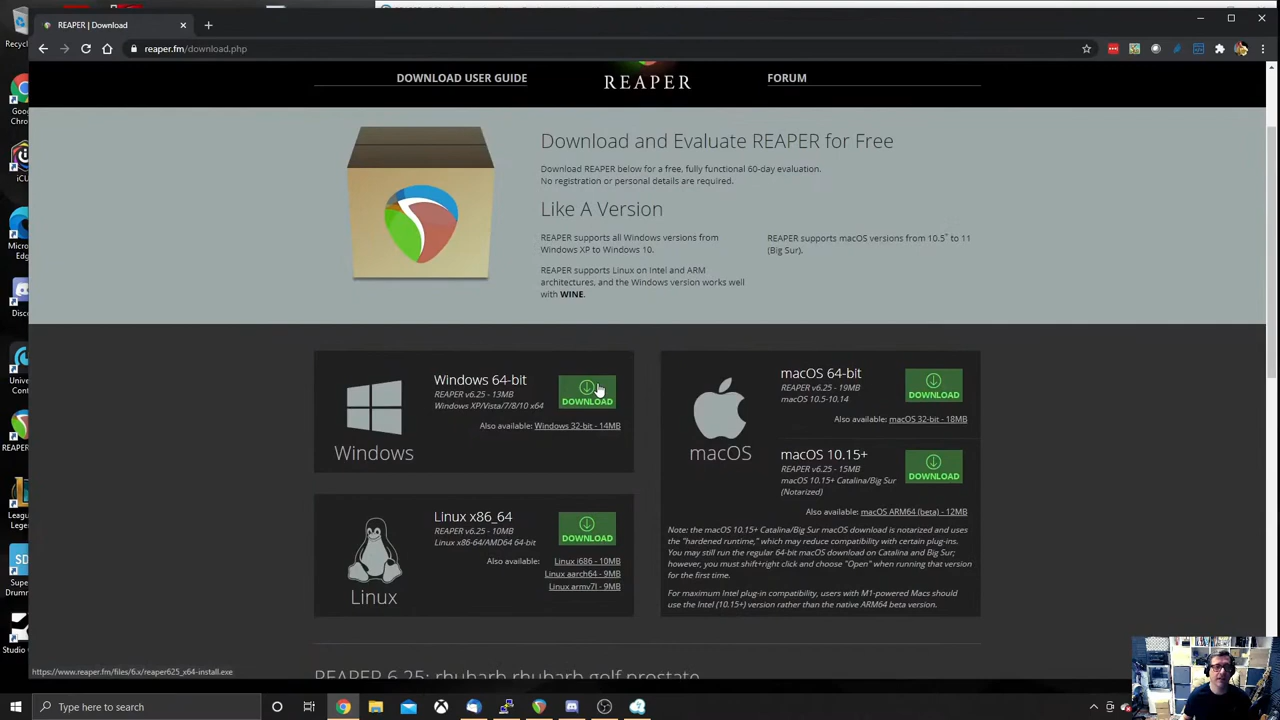 REAPER | Download
reaper.fm/download.php
DOWNLOAD USER GUIDE
REAPER
FORUM
Download and Evaluate REAPER for Free
Download REAPER below for a free, fully functional 60-day evaluation.
No registration or personal details are required.
Like A Version
REAPER supports all Windows versions from
Windows XP to Windows 10.
REAPER supports macOS versions from 10.5* to 11
(Big Sur).
REAPER supports Linux on Intel and ARM
architectures, and the Windows version works well
with WINE.
Windows 64-bit
REAPER v6.25 - 13MB
Windows XP/Vista/7/8/10 x64
DOWNLOAD
Also available: Windows 32-bit - 14MB
Windows
macOS 64-bit
REAPER v6.25 - 19MB
macOS 10.5-10.14
DOWNLOAD
Also available: macOS 32-bit - 18MB
macOS
macOS 10.15+
REAPER v6.25 - 15MB
macOS 10.15+ Catalina/Big Sur
(Notarized)
DOWNLOAD
Also available: macOS ARM64 (beta) - 12MB
Note: the macOS 10.15+ Catalina/Big Sur macOS download is notarized and uses
the "hardened runtime," which may reduce compatibility with certain plug-ins.
You may still run the regular 64-bit macOS download on Catalina and Big Sur;
however, you must shift+right click and choose "Open" when running that version
for the first time.
For maximum Intel plug-in compatibility, users with M1-powered Macs should
use the Intel (10.15+) version rather than the native ARM64 beta version.
Linux x86_64
REAPER v6.25 - 10MB
Linux x86-64/AMD64 64-bit
DOWNLOAD
Also available: Linux i686 - 10MB
Linux aarch64 - 9MB
Linux armv7l - 9MB
Linux
REAPER 6.25: rhubarb rhubarb golf prostate
https://www.reaper.fm/files/6.x/reaper625_x64-install.exe
Type here to search